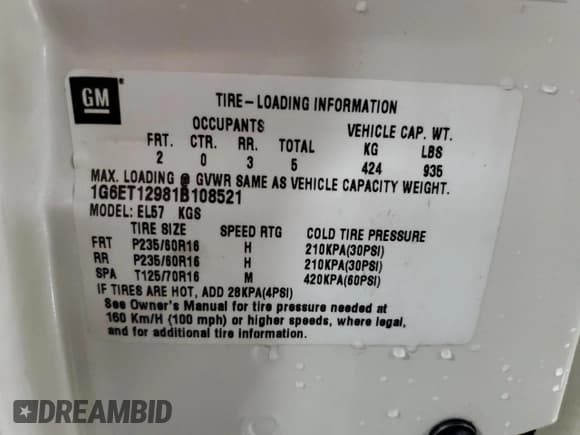 GM
TIRE-LOADING INFORMATION
OCCUPANTS VEHICLE CAP. WT.
FRT. CTR. RR. TOTAL KG LBS
2 0 3 5 424 935
MAX. LOADING @ GVWR SAME AS VEHICLE CAPACITY WEIGHT.
1G6ET12981B108521
MODEL: EL57 KGS
TIRE SIZE SPEED RTG COLD TIRE PRESSURE
FRT P235/60R16 H 210KPA(30PSI)
RR P235/60R16 H 210KPA(30PSI)
SPA T125/70R16 M 420KPA(60PSI)
IF TIRES ARE HOT, ADD 28KPA(4PSI)
See Owner's Manual for tire pressure needed at
160 Km/H (100 mph) or higher speeds, where legal,
and for additional tire information.
DREAMBID